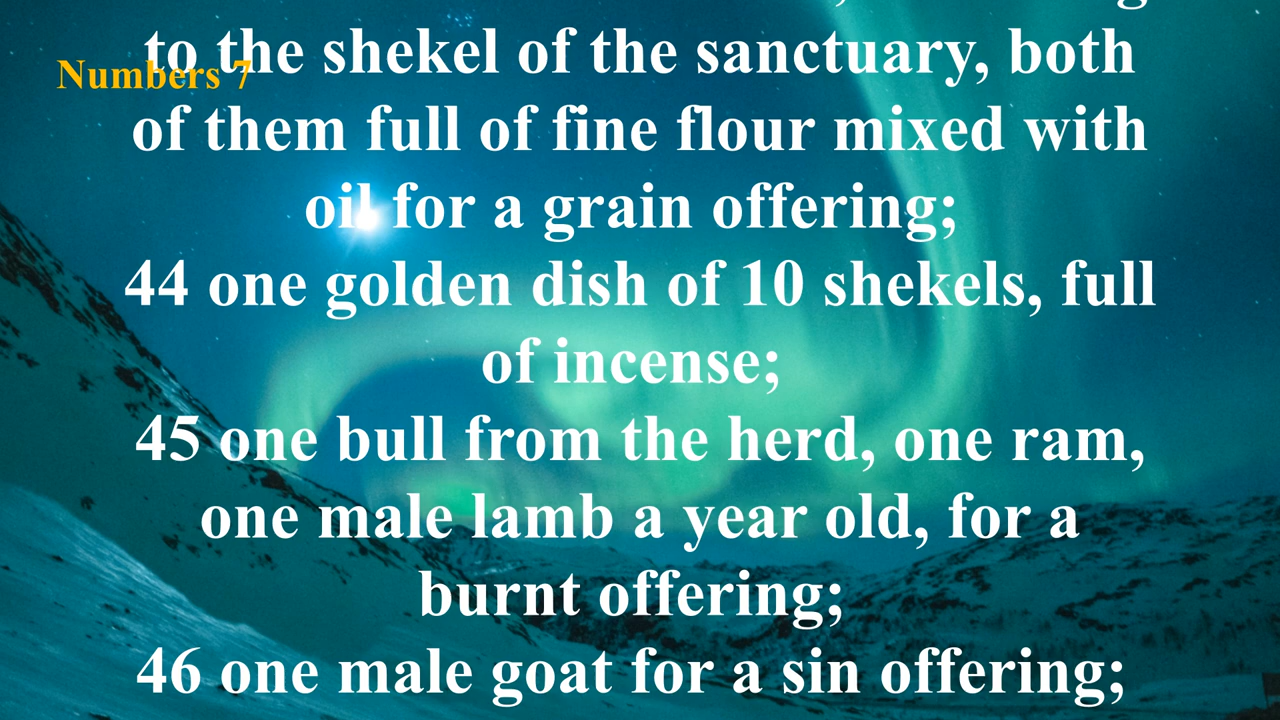 to the shekel of the sanctuary, both
Numbers 7
of them full of fine flour mixed with
oil for a grain offering;
44 one golden dish of 10 shekels, full
of incense;
45 one bull from the herd, one ram,
one male lamb a year old, for a
burnt offering;
46 one male goat for a sin offering;